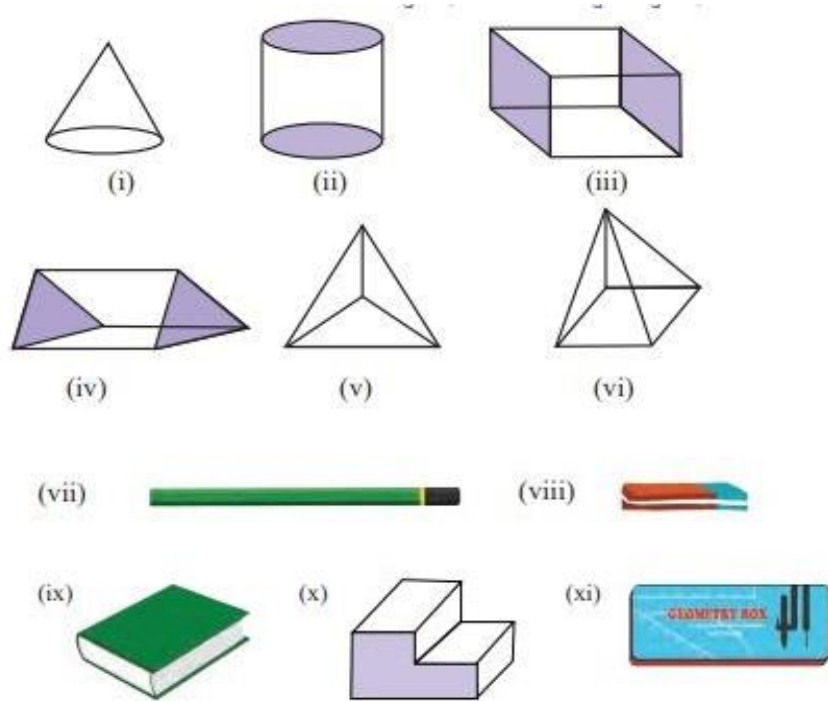 (i) (ii) (iii)
(iv) (v) (vi)
(vii) (viii)
(ix) (x) (xi)
GEOMETRY BOX